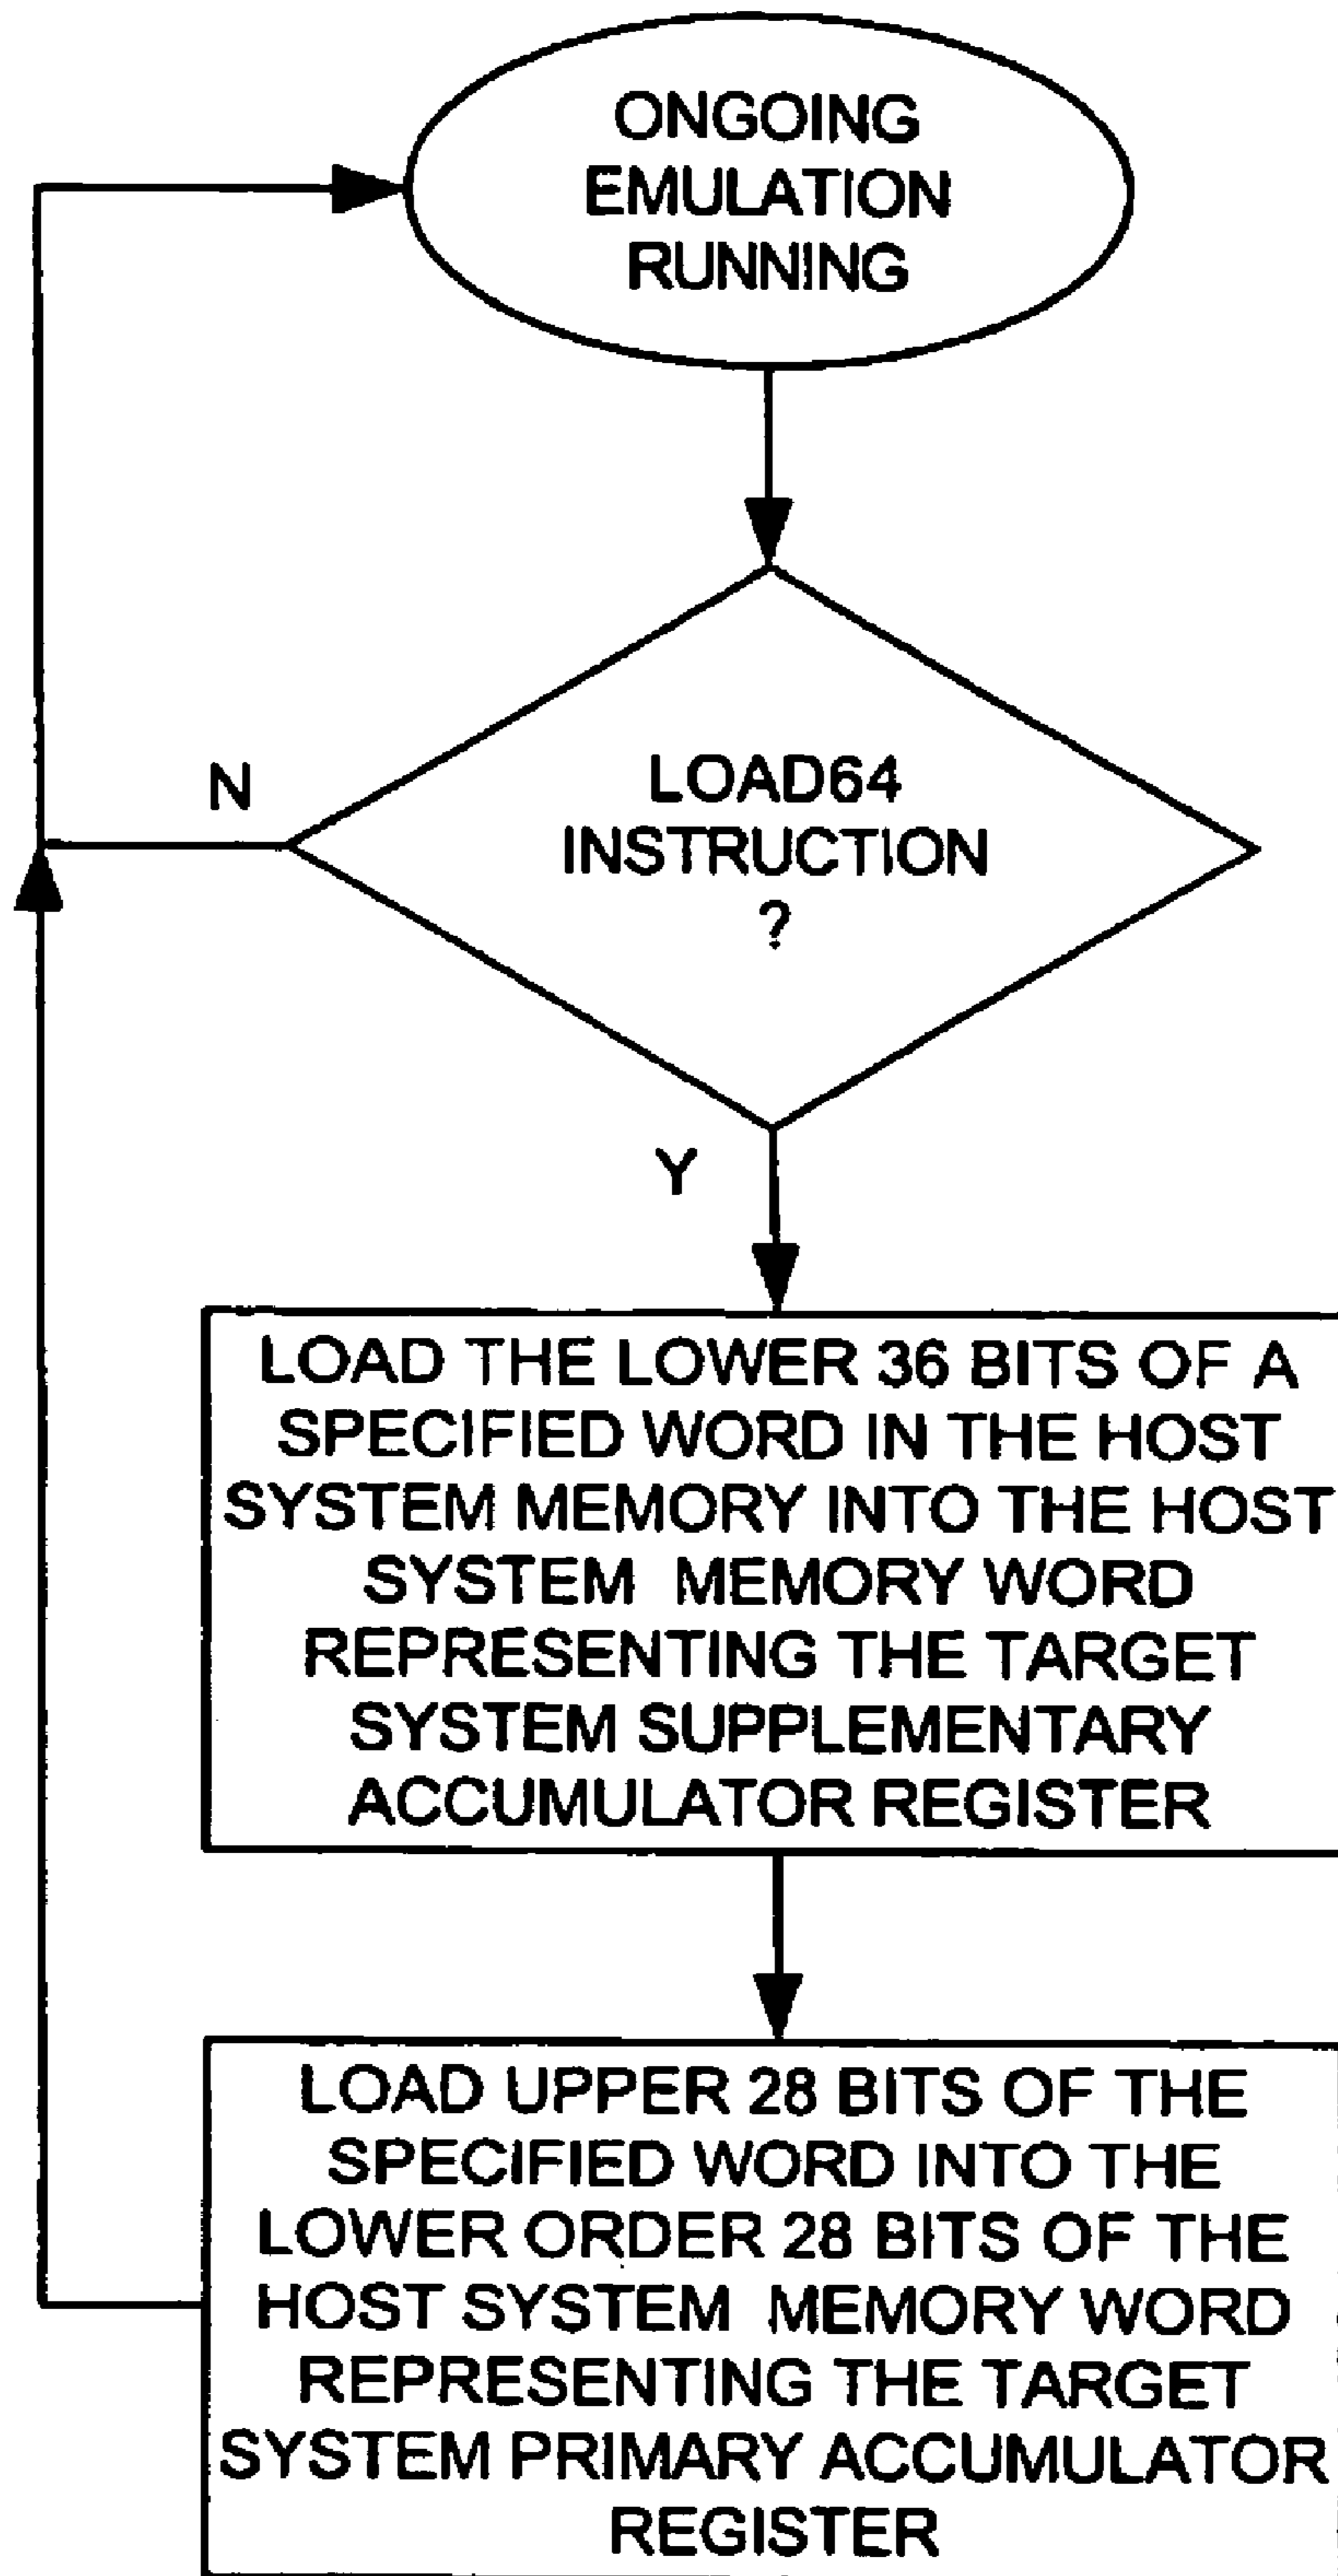 ONGOING
EMULATION
RUNNING
LOAD64
INSTRUCTION
?
N
Y
LOAD THE LOWER 36 BITS OF A
SPECIFIED WORD IN THE HOST
SYSTEM MEMORY INTO THE HOST
SYSTEM MEMORY WORD
REPRESENTING THE TARGET
SYSTEM SUPPLEMENTARY
ACCUMULATOR REGISTER
LOAD UPPER 28 BITS OF THE
SPECIFIED WORD INTO THE
LOWER ORDER 28 BITS OF THE
HOST SYSTEM MEMORY WORD
REPRESENTING THE TARGET
SYSTEM PRIMARY ACCUMULATOR
REGISTER